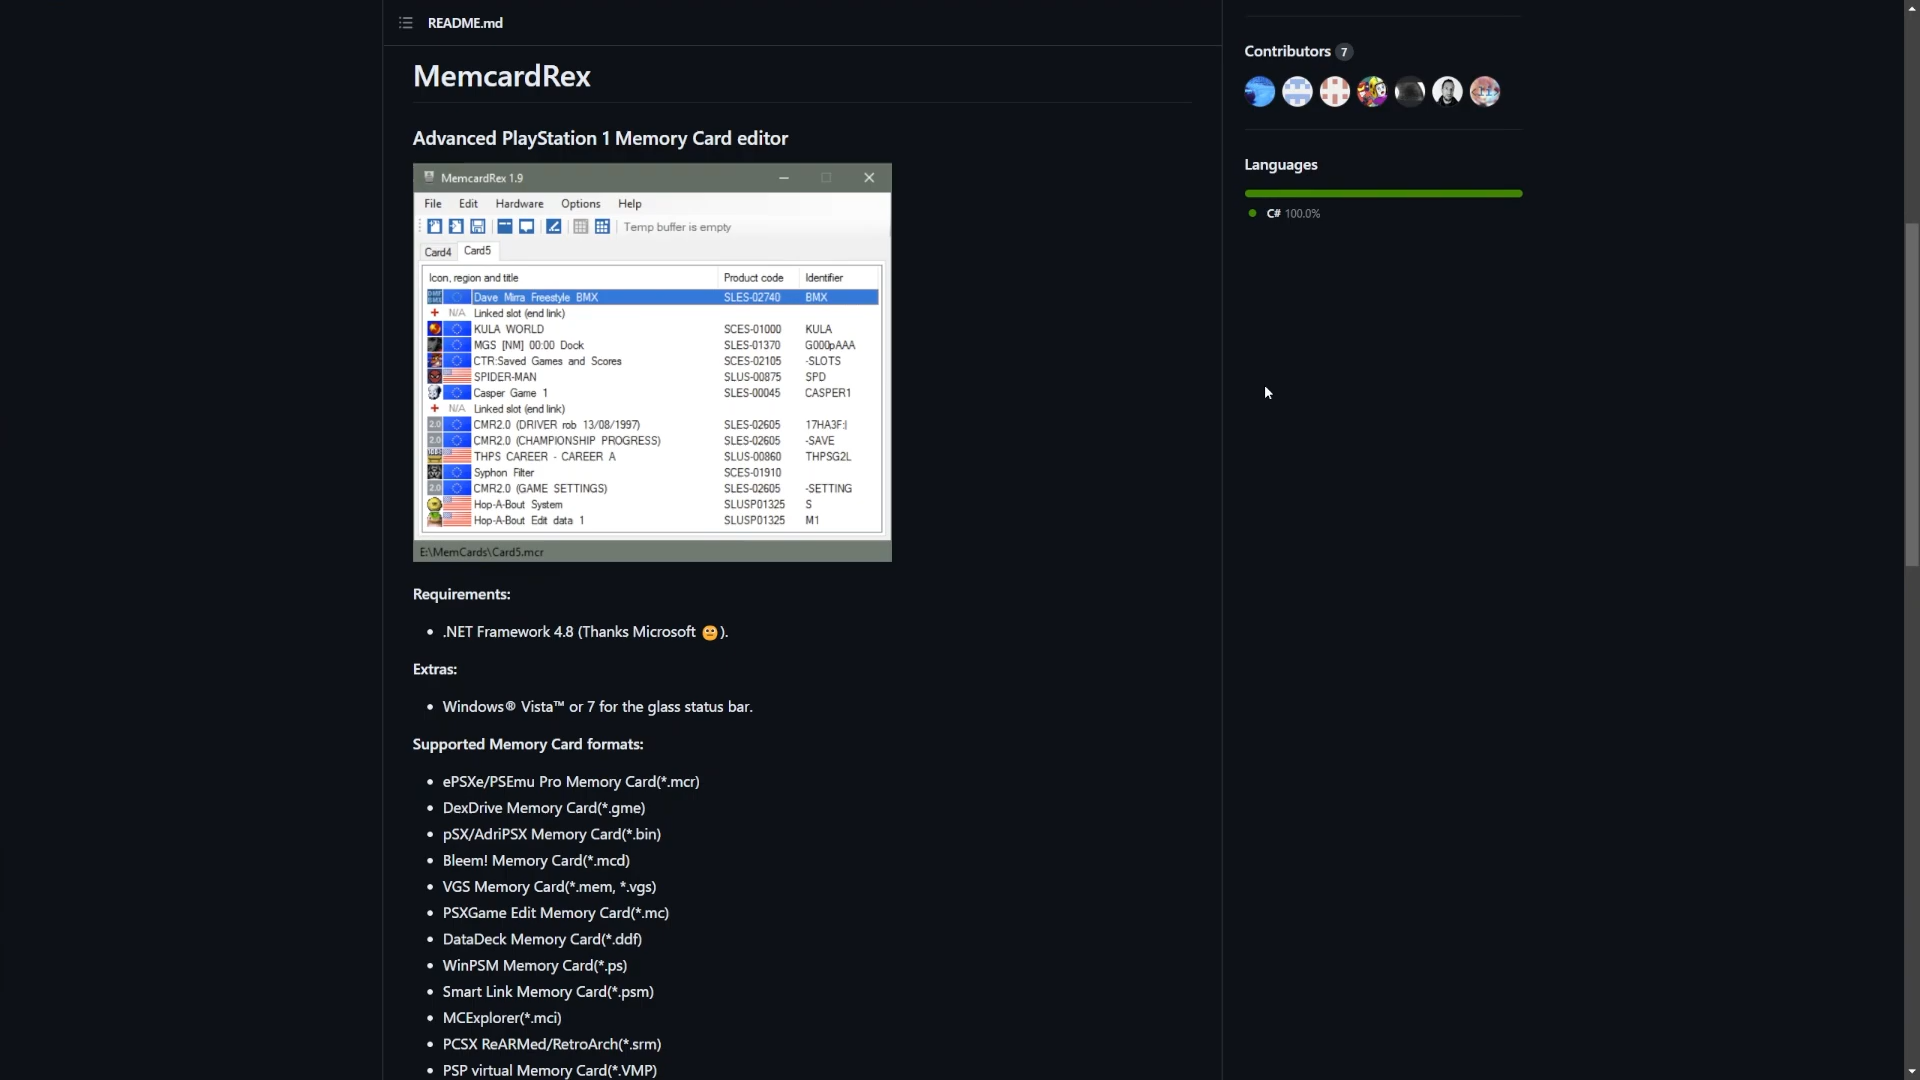 README.md
MemcardRex
Advanced PlayStation 1 Memory Card editor
MemcardRex 1.9
File Edit Hardware Options Help
Temp buffer is empty
Card4 Card5
Icon, region and title Product code Identifier
Dave Mirra Freestyle BMX SLES-02740 BMX
N/A Linked slot (end link)
KULA WORLD SCES-01000 KULA
MGS [NM] 00:00 Dock SLES-01370 G000pAAA
CTR:Saved Games and Scores SCES-02105 -SLOTS
SPIDER-MAN SLUS-00875 SPD
Casper Game 1 SLES-00045 CASPER1
N/A Linked slot (end link)
2.0 CMR2.0 (DRIVER rob 13/08/1997) SLES-02605 17HA3F:)
2.0 CMR2.0 (CHAMPIONSHIP PROGRESS) SLES-02605 -SAVE
THPS CAREER - CAREER A SLUS-00860 THPSG2L
Syphon Filter SCES-01910
2.0 CMR2.0 (GAME SETTINGS) SLES-02605 -SETTING
Hop-A-Bout System SLUSP01325 S
Hop-A-Bout Edit data 1 SLUSP01325 M1
E:\MemCards\Card5.mcr
Requirements:
• .NET Framework 4.8 (Thanks Microsoft 😐).
Extras:
• Windows® Vista™ or 7 for the glass status bar.
Supported Memory Card formats:
• ePSXe/PSEmu Pro Memory Card(*.mcr)
• DexDrive Memory Card(*.gme)
• pSX/AdriPSX Memory Card(*.bin)
• Bleem! Memory Card(*.mcd)
• VGS Memory Card(*.mem, *.vgs)
• PSXGame Edit Memory Card(*.mc)
• DataDeck Memory Card(*.ddf)
• WinPSM Memory Card(*.ps)
• Smart Link Memory Card(*.psm)
• MCExplorer(*.mci)
• PCSX ReARMed/RetroArch(*.srm)
• PSP virtual Memory Card(*.VMP)
Contributors 7
Languages
C# 100.0%